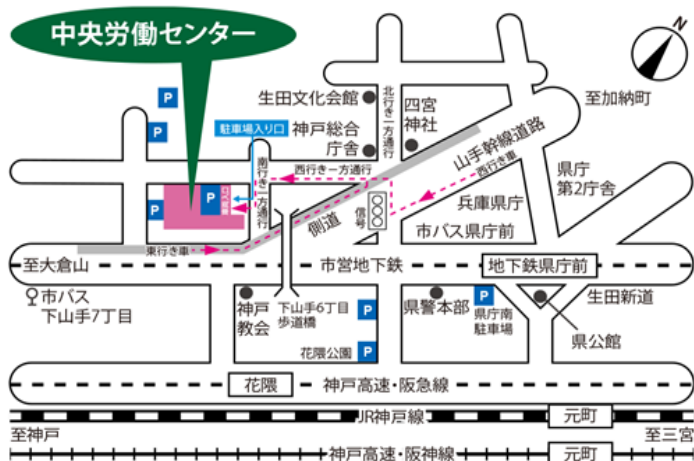 中央労働センター
N
P
生田文化会館
北行き一方通行
四宮
神社
至加納町
P
駐車場入り口
神戸総合
庁舎
山手幹線道路
南行き一方通行
西行き一方通行
西行き車
県庁
第2庁舎
P
P
兵庫県庁
信号
側道
市バス県庁前
東行き車
至大倉山
市営地下鉄
地下鉄県庁前
市バス
下山手7丁目
神戸
教会
下山手6丁目
歩道橋
P
県警本部
P
県庁南
駐車場
生田新道
県公館
花隈公園
P
花隈
神戸高速・阪急線
JR神戸線
元町
至神戸
至三宮
神戸高速・阪神線
元町